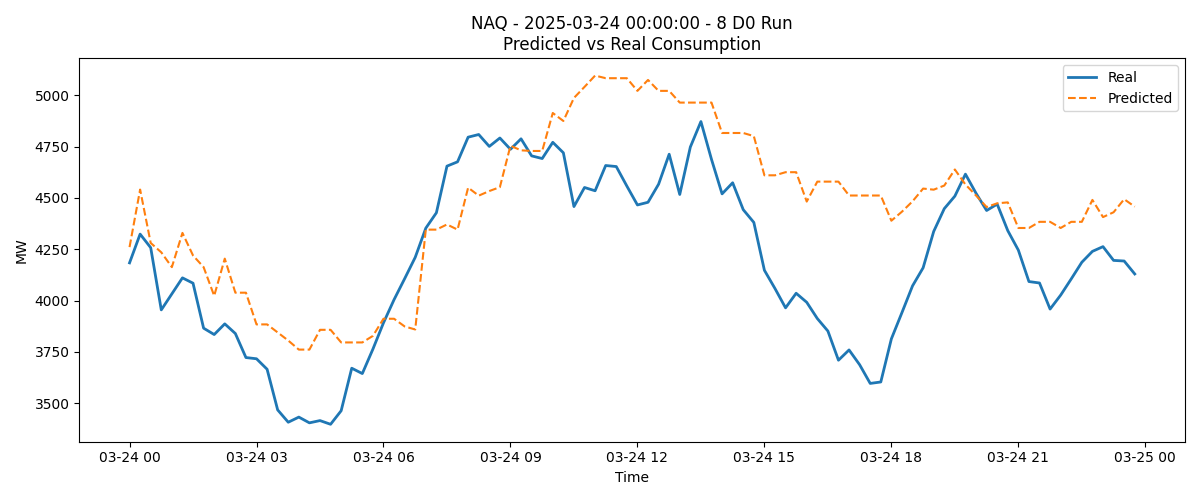 NAQ - 2025-03-24 00:00:00 - 8 D0 Run
Predicted vs Real Consumption
Real
Predicted
MW
5000
4750
4500
4250
4000
3750
3500
03-24 00
03-24 03
03-24 06
03-24 09
03-24 12
03-24 15
03-24 18
03-24 21
03-25 00
Time